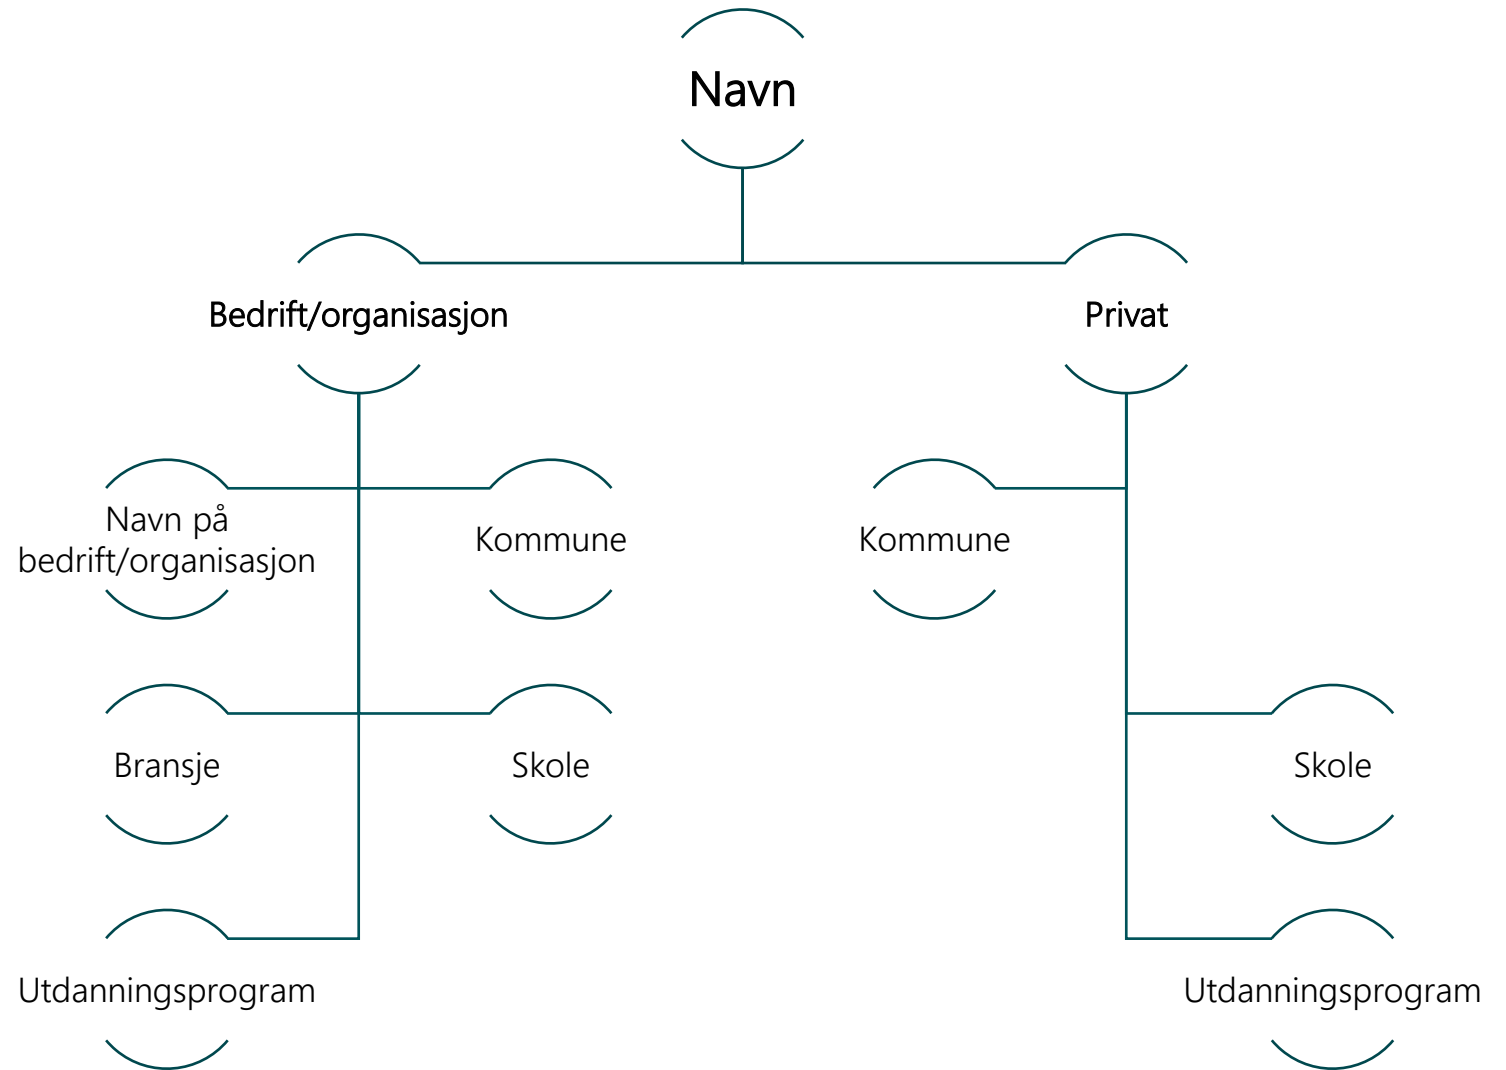 Navn
Bedrift/organisasjon
Privat
Navn på
bedrift/organisasjon
Kommune
Kommune
Bransje
Skole
Skole
Utdanningsprogram
Utdanningsprogram